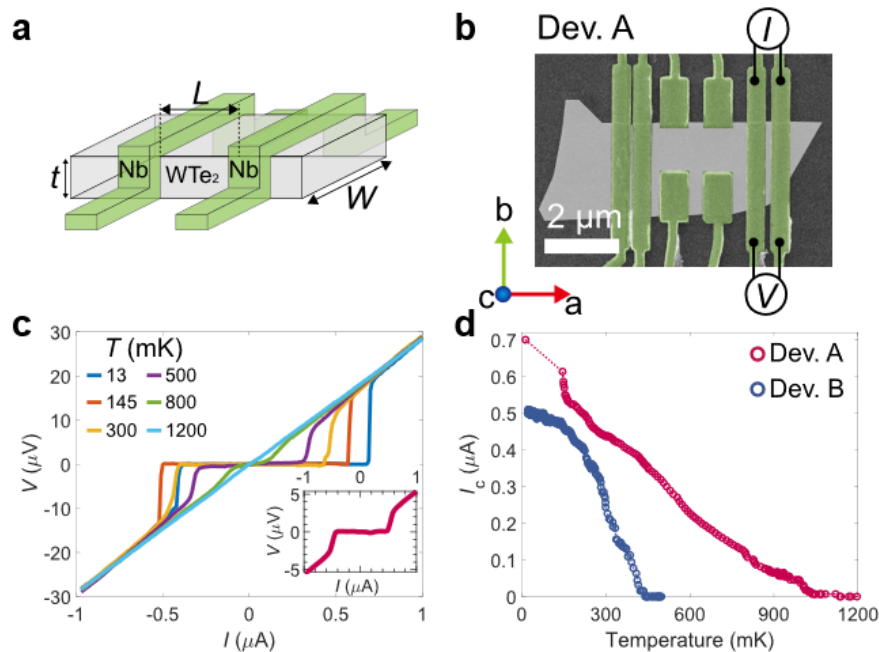 a
L
Nb
WTe₂
Nb
t
W
b
Dev. A
I
2 μm
V
b
c
a
c
30
20
10
0
-10
-20
-30
V (μV)
T (mK)
13
500
145
800
300
1200
-1
-0.5
0
0.5
1
I (μA)
-1
0
1
5
0
-5
V (μV)
I (μA)
d
0.7
0.6
0.5
0.4
0.3
0.2
0.1
0
I_c (μA)
Dev. A
Dev. B
0
300
600
900
1200
Temperature (mK)